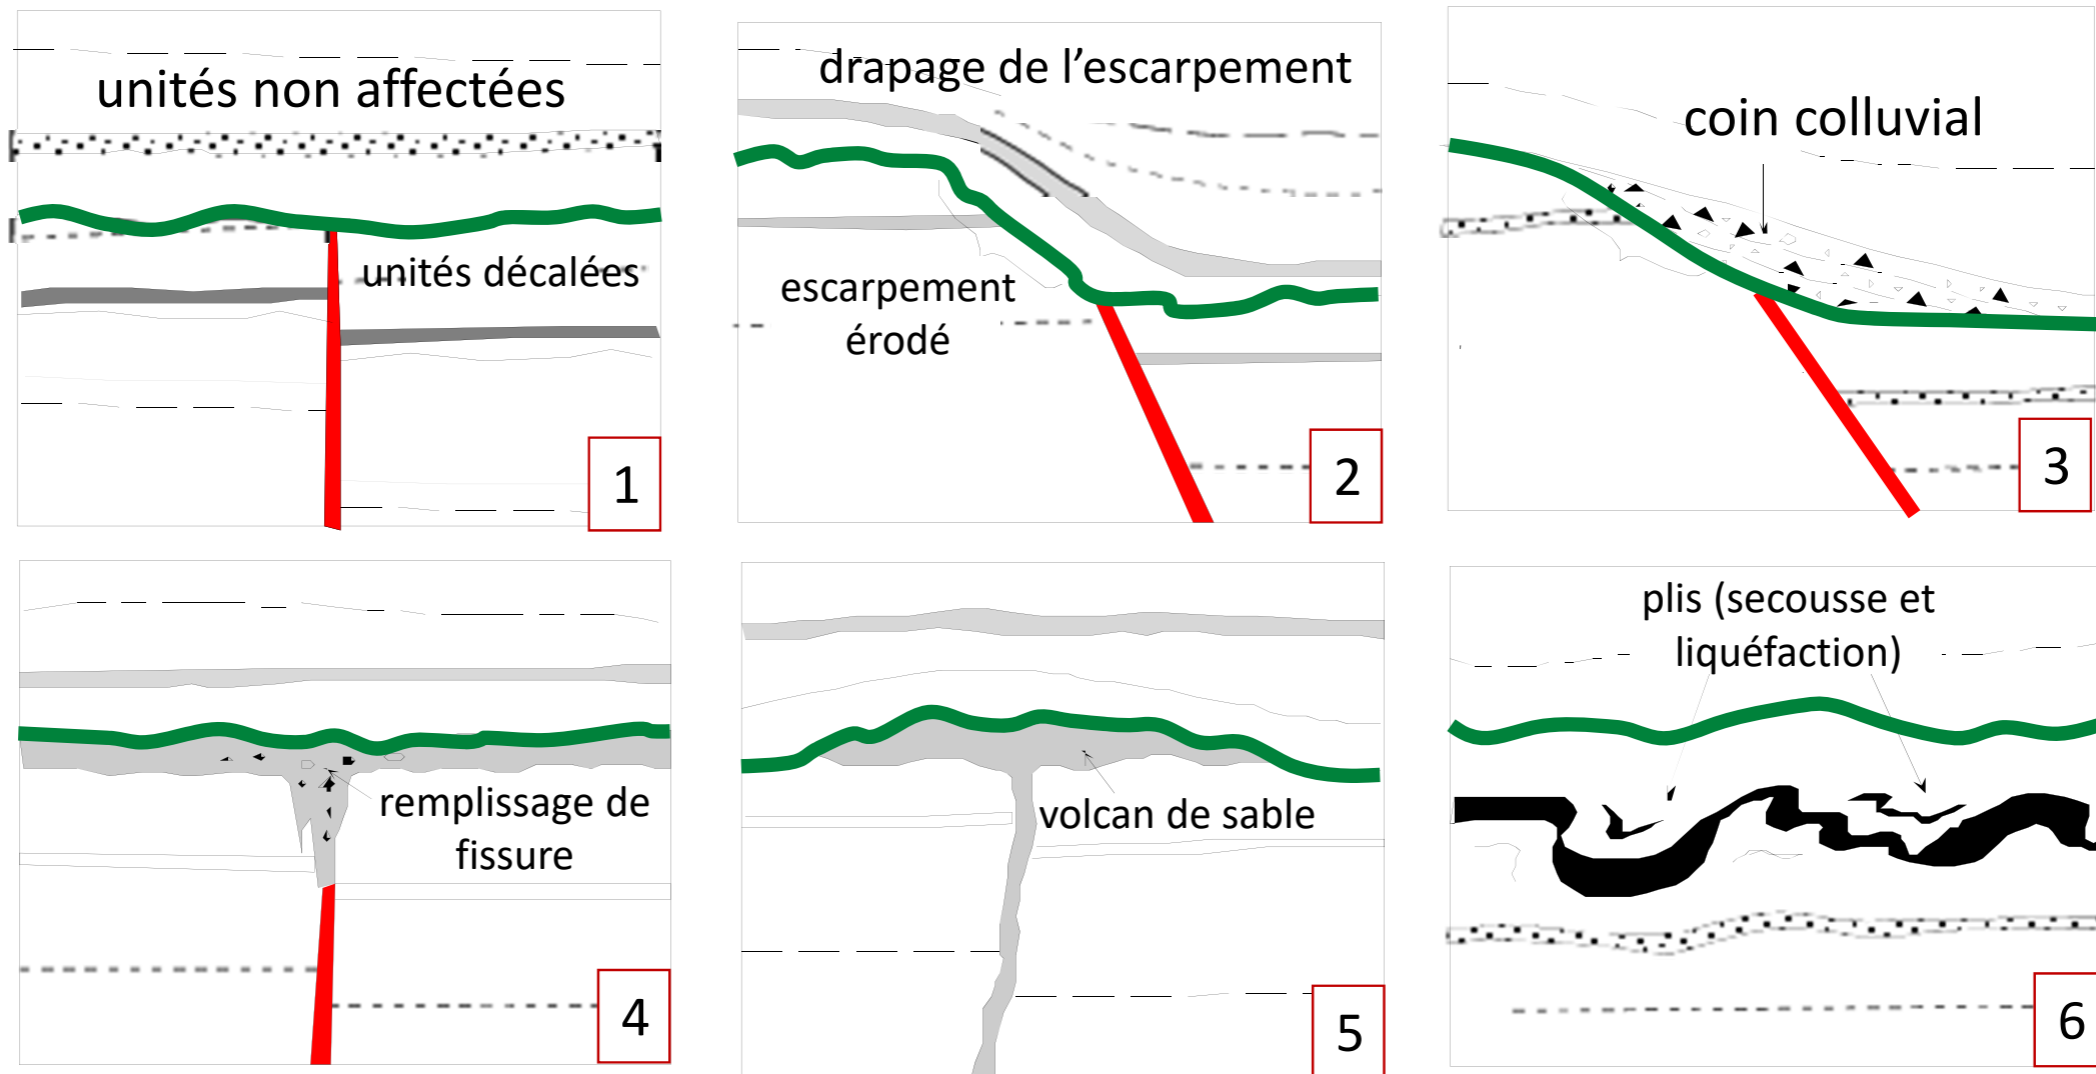 unités non affectées
unités décalées
1
drapage de l’escarpement
escarpement
érodé
2
coin colluvial
3
remplissage de
fissure
4
volcan de sable
5
plis (secousse et
liquéfaction)
6